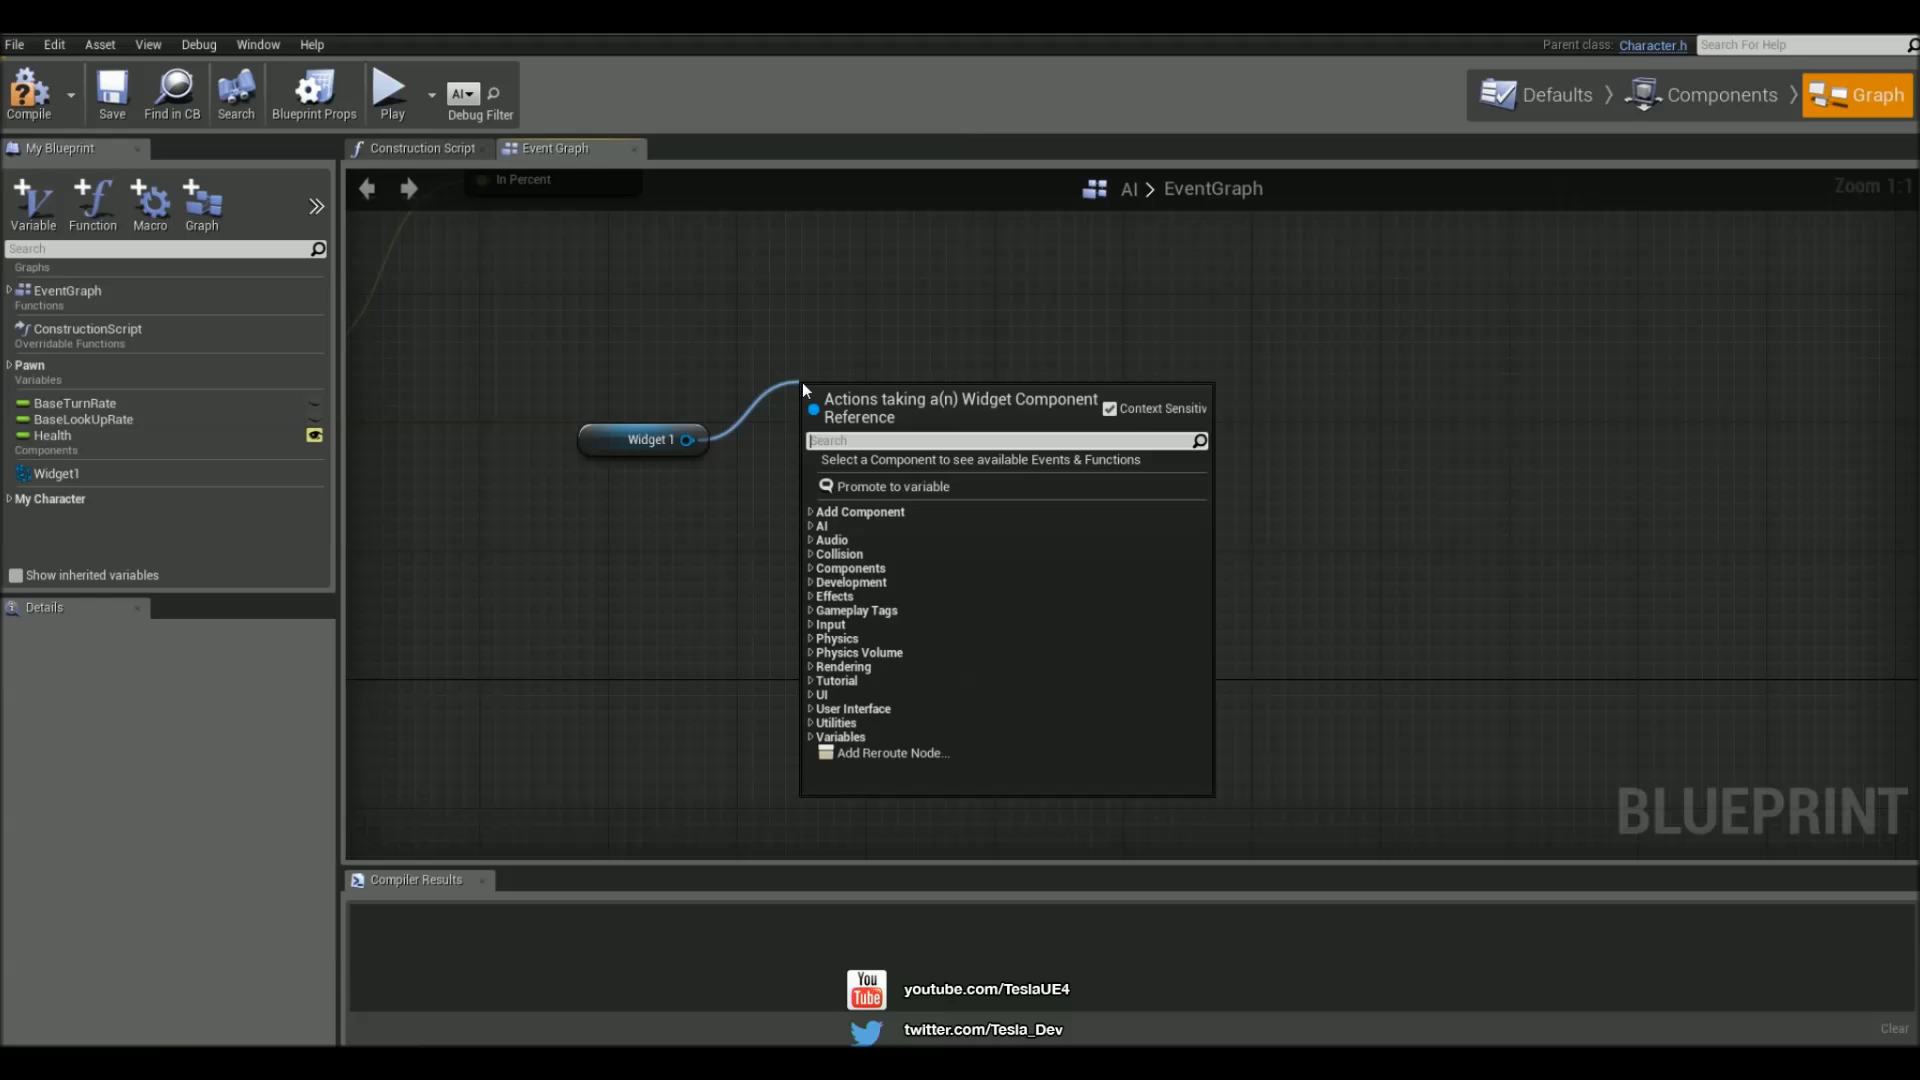 File Edit Asset View Debug Window Help
Parent class: Character.h Search For Help
Compile Save Find in CB Search Blueprint Props Play AI Debug Filter
Defaults Components Graph
My Blueprint
Construction Script Event Graph
Variable Function Macro Graph
In Percent
AI > EventGraph
Zoom 1:1
Search
Graphs
EventGraph
Functions
ConstructionScript
Overridable Functions
Pawn
Variables
BaseTurnRate
BaseLookUpRate
Health
Components
Widget1
My Character
Show inherited variables
Details
Widget 1
Actions taking a(n) Widget Component
Reference
Context Sensitiv
Search
Select a Component to see available Events & Functions
Promote to variable
Add Component
AI
Audio
Collision
Components
Development
Effects
Gameplay Tags
Input
Physics
Physics Volume
Rendering
Tutorial
UI
User Interface
Utilities
Variables
Add Reroute Node...
BLUEPRINT
Compiler Results
You
Tube
youtube.com/TeslaUE4
twitter.com/Tesla_Dev
Clear